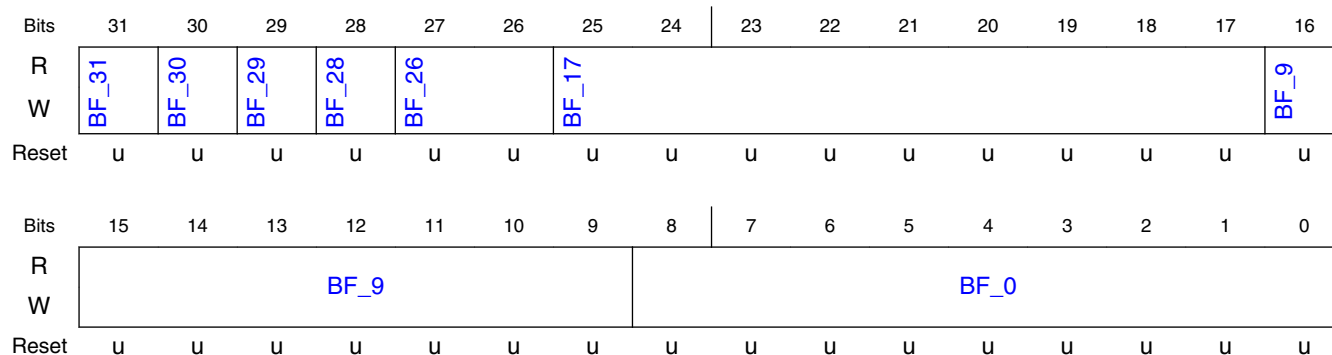 Bits 31 30 29 28 27 26 25 24 23 22 21 20 19 18 17 16
R
W
BF_31 BF_30 BF_29 BF_28 BF_26 BF_17 BF_9
Reset u u u u u u u u u u u u u u u u
Bits 15 14 13 12 11 10 9 8 7 6 5 4 3 2 1 0
R
BF_9 BF_0
W
Reset u u u u u u u u u u u u u u u u